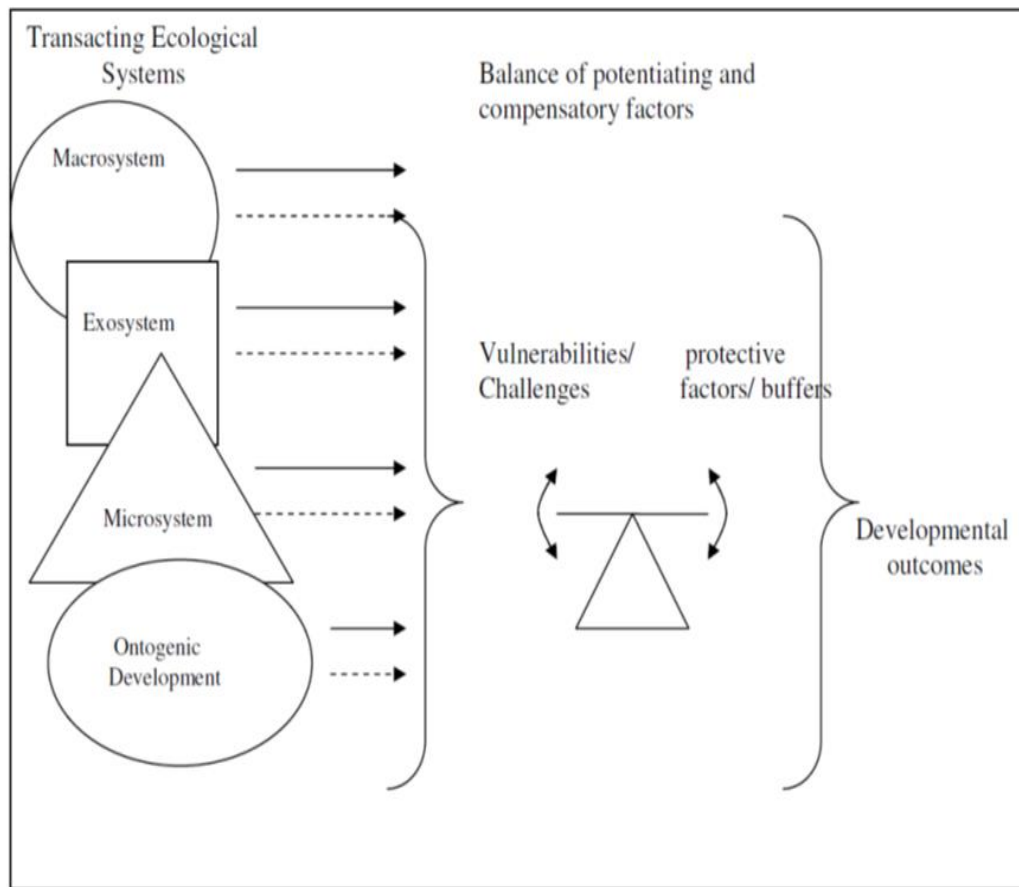 Transacting Ecological
Systems
Balance of potentiating and
compensatory factors
Macrosystem
Exosystem
Vulnerabilities/
Challenges
protective
factors/ buffers
Microsystem
Developmental
outcomes
Ontogenic
Development